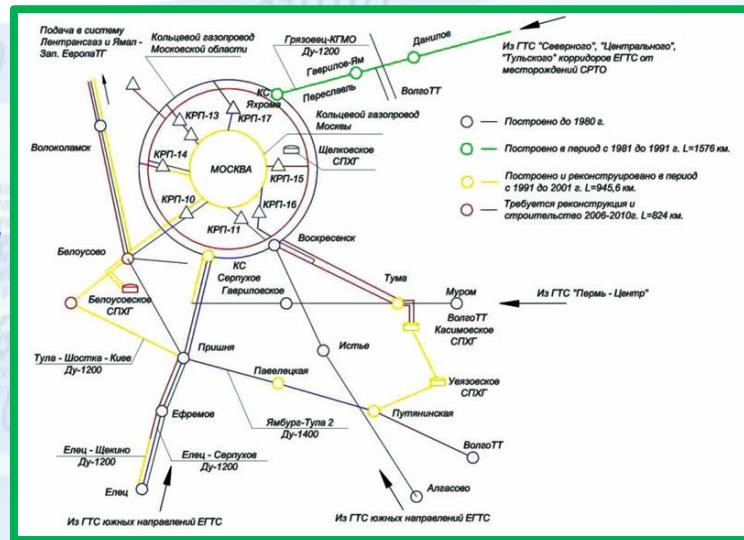 Подача в систему
Лентрансгаз и Ямал -
Зап. ЕвропаТГ
Кольцевой газопровод
Московской области
Грязовец-КГМО
Ду-1200
Данилов
Гаврилов-Ям
Переславль
ВолгоТТ
Из ГТС "Северного", "Центрального",
"Тульского" корридоров ЕГТС от
месторождений СРТО
КС
Яхрома
КРП-13
КРП-17
Кольцевой газопровод
Москвы
Волоколамск
КРП-14
МОСКВА
Щелковское
СПХГ
КРП-15
КРП-10
КРП-16
КРП-11
Построено до 1980 г.
Построено в период с 1981 до 1991 г. L=1576 км.
Построено и реконструировано в период
с 1991 до 2001 г. L=945,6 км.
Требуется реконструкция и
строительство 2006-2010г. L=824 км.
Белоусово
Воскресенск
КС
Серпухов
Гавриловское
Тума
Муром
Из ГТС "Пермь - Центр"
Белоусовское
СПХГ
ВолгоТТ
Касимовское
СПХГ
Тула - Шостка - Киев
Ду-1200
Пришня
Истье
Павелецкая
Увязовское
СПХГ
Ефремов
Ямбург-Тула 2
Ду-1400
Путянинская
Елец - Щекино
Ду-1200
Елец - Серпухов
Ду-1200
ВолгоТТ
Елец
Алгасово
Из ГТС южных направлений ЕГТС
Из ГТС южных направлений ЕГТС